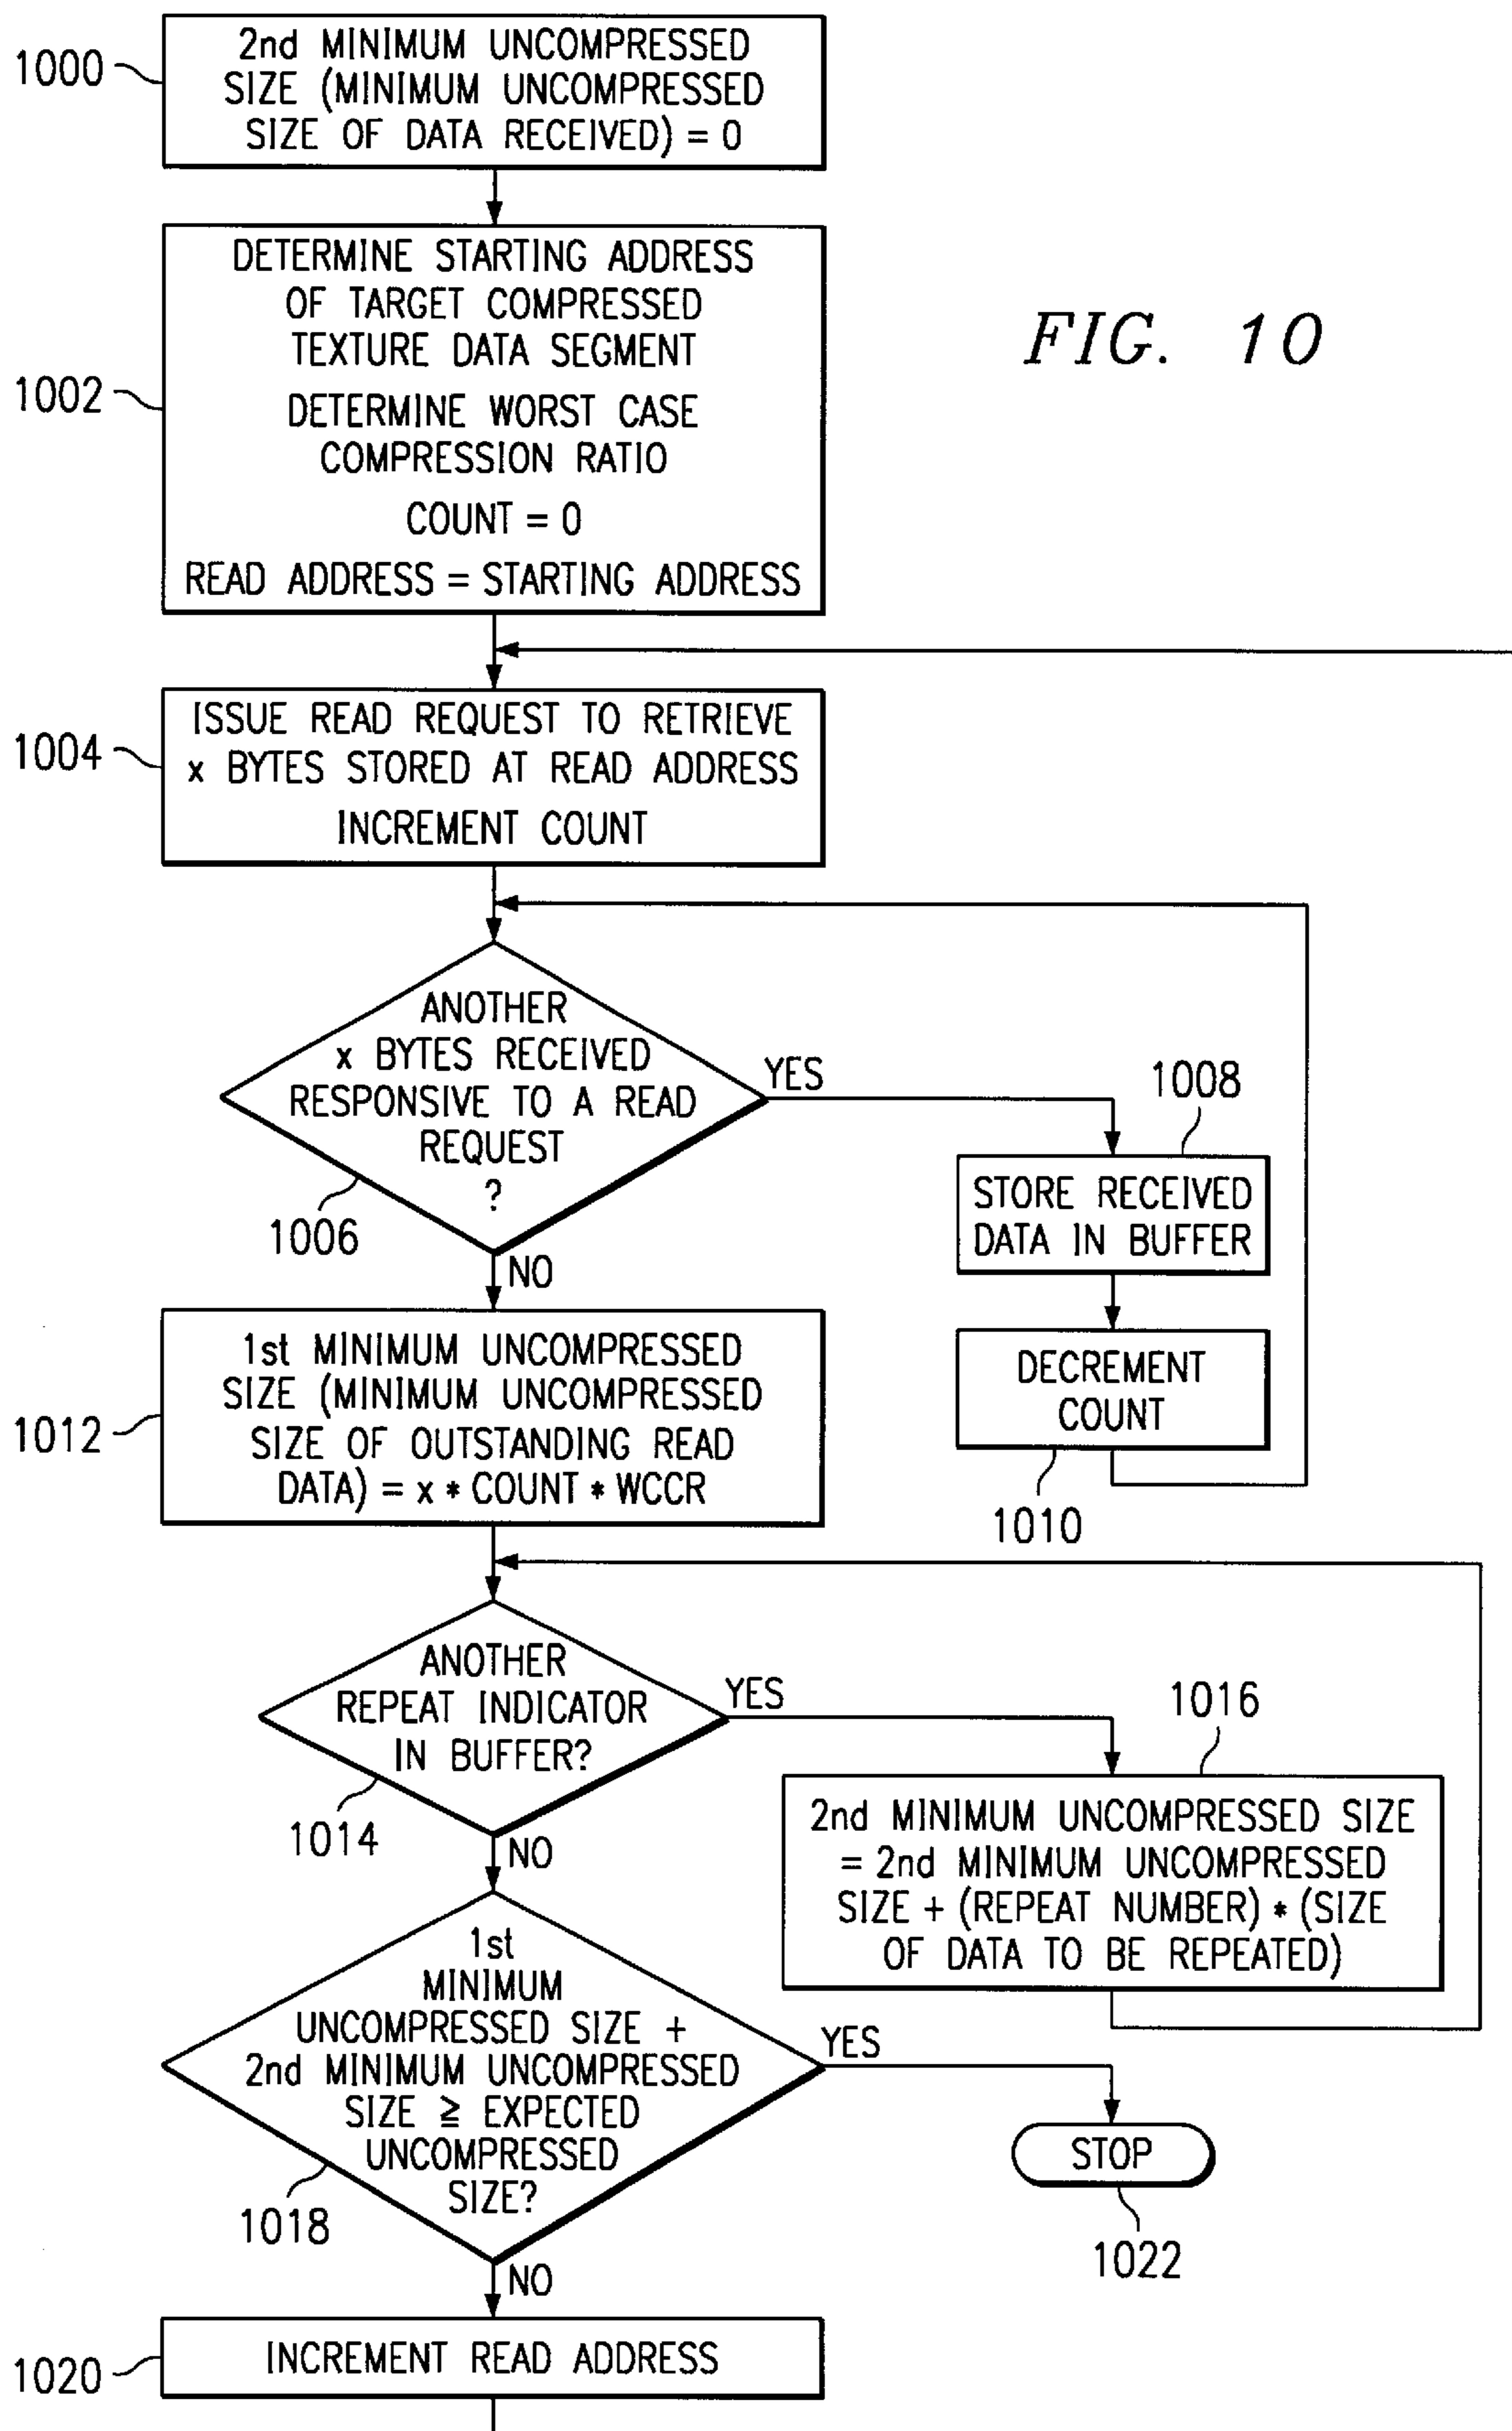 1000
2nd MINIMUM UNCOMPRESSED
SIZE (MINIMUM UNCOMPRESSED
SIZE OF DATA RECEIVED) = 0
1002
DETERMINE STARTING ADDRESS
OF TARGET COMPRESSED
TEXTURE DATA SEGMENT
DETERMINE WORST CASE
COMPRESSION RATIO
COUNT = 0
READ ADDRESS = STARTING ADDRESS
FIG. 10
1004
ISSUE READ REQUEST TO RETRIEVE
x BYTES STORED AT READ ADDRESS
INCREMENT COUNT
ANOTHER
x BYTES RECEIVED
RESPONSIVE TO A READ
REQUEST
?
1006
YES
NO
1008
STORE RECEIVED
DATA IN BUFFER
DECREMENT
COUNT
1010
1012
1st MINIMUM UNCOMPRESSED
SIZE (MINIMUM UNCOMPRESSED
SIZE OF OUTSTANDING READ
DATA) = x * COUNT * WCCR
ANOTHER
REPEAT INDICATOR
IN BUFFER?
1014
YES
NO
1016
2nd MINIMUM UNCOMPRESSED SIZE
= 2nd MINIMUM UNCOMPRESSED
SIZE + (REPEAT NUMBER) * (SIZE
OF DATA TO BE REPEATED)
1st
MINIMUM
UNCOMPRESSED SIZE +
2nd MINIMUM UNCOMPRESSED
SIZE ≧ EXPECTED
UNCOMPRESSED
SIZE?
1018
YES
NO
STOP
1022
1020
INCREMENT READ ADDRESS